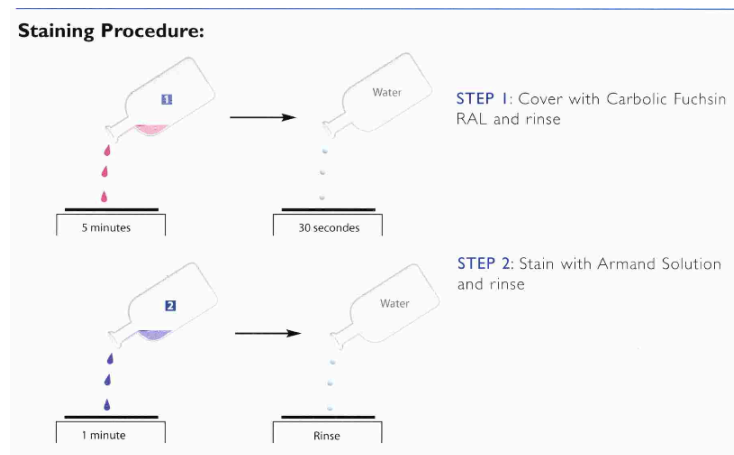 Staining Procedure:
1
Water
STEP 1: Cover with Carbolic Fuchsin
RAL and rinse
5 minutes
30 secondes
STEP 2: Stain with Armand Solution
and rinse
2
Water
1 minute
Rinse